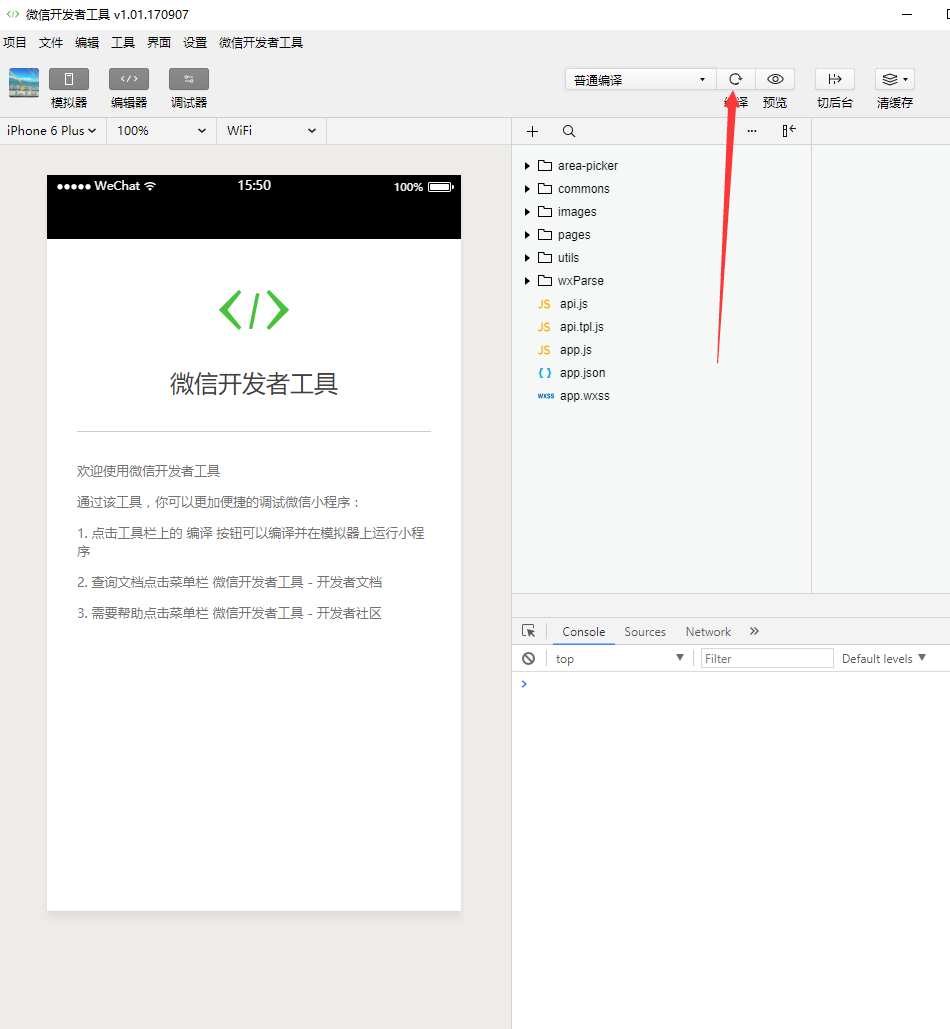 微信开发者工具 v1.01.170907
项目 文件 编辑 工具 界面 设置 微信开发者工具
普通编译
模拟器 编辑器 调试器 编译 预览 切后台 清缓存
iPhone 6 Plus 100% WiFi
WeChat 15:50 100%
</>
微信开发者工具
欢迎使用微信开发者工具
通过该工具，你可以更加便捷的调试微信小程序：
1. 点击工具栏上的 编译 按钮可以编译并在模拟器上运行小程
序
2. 查询文档点击菜单栏 微信开发者工具 - 开发者文档
3. 需要帮助点击菜单栏 微信开发者工具 - 开发者社区
area-picker
commons
images
pages
utils
wxParse
JS api.js
JS api.tpl.js
JS app.js
{ } app.json
wxss app.wxss
Console Sources Network
top Filter Default levels